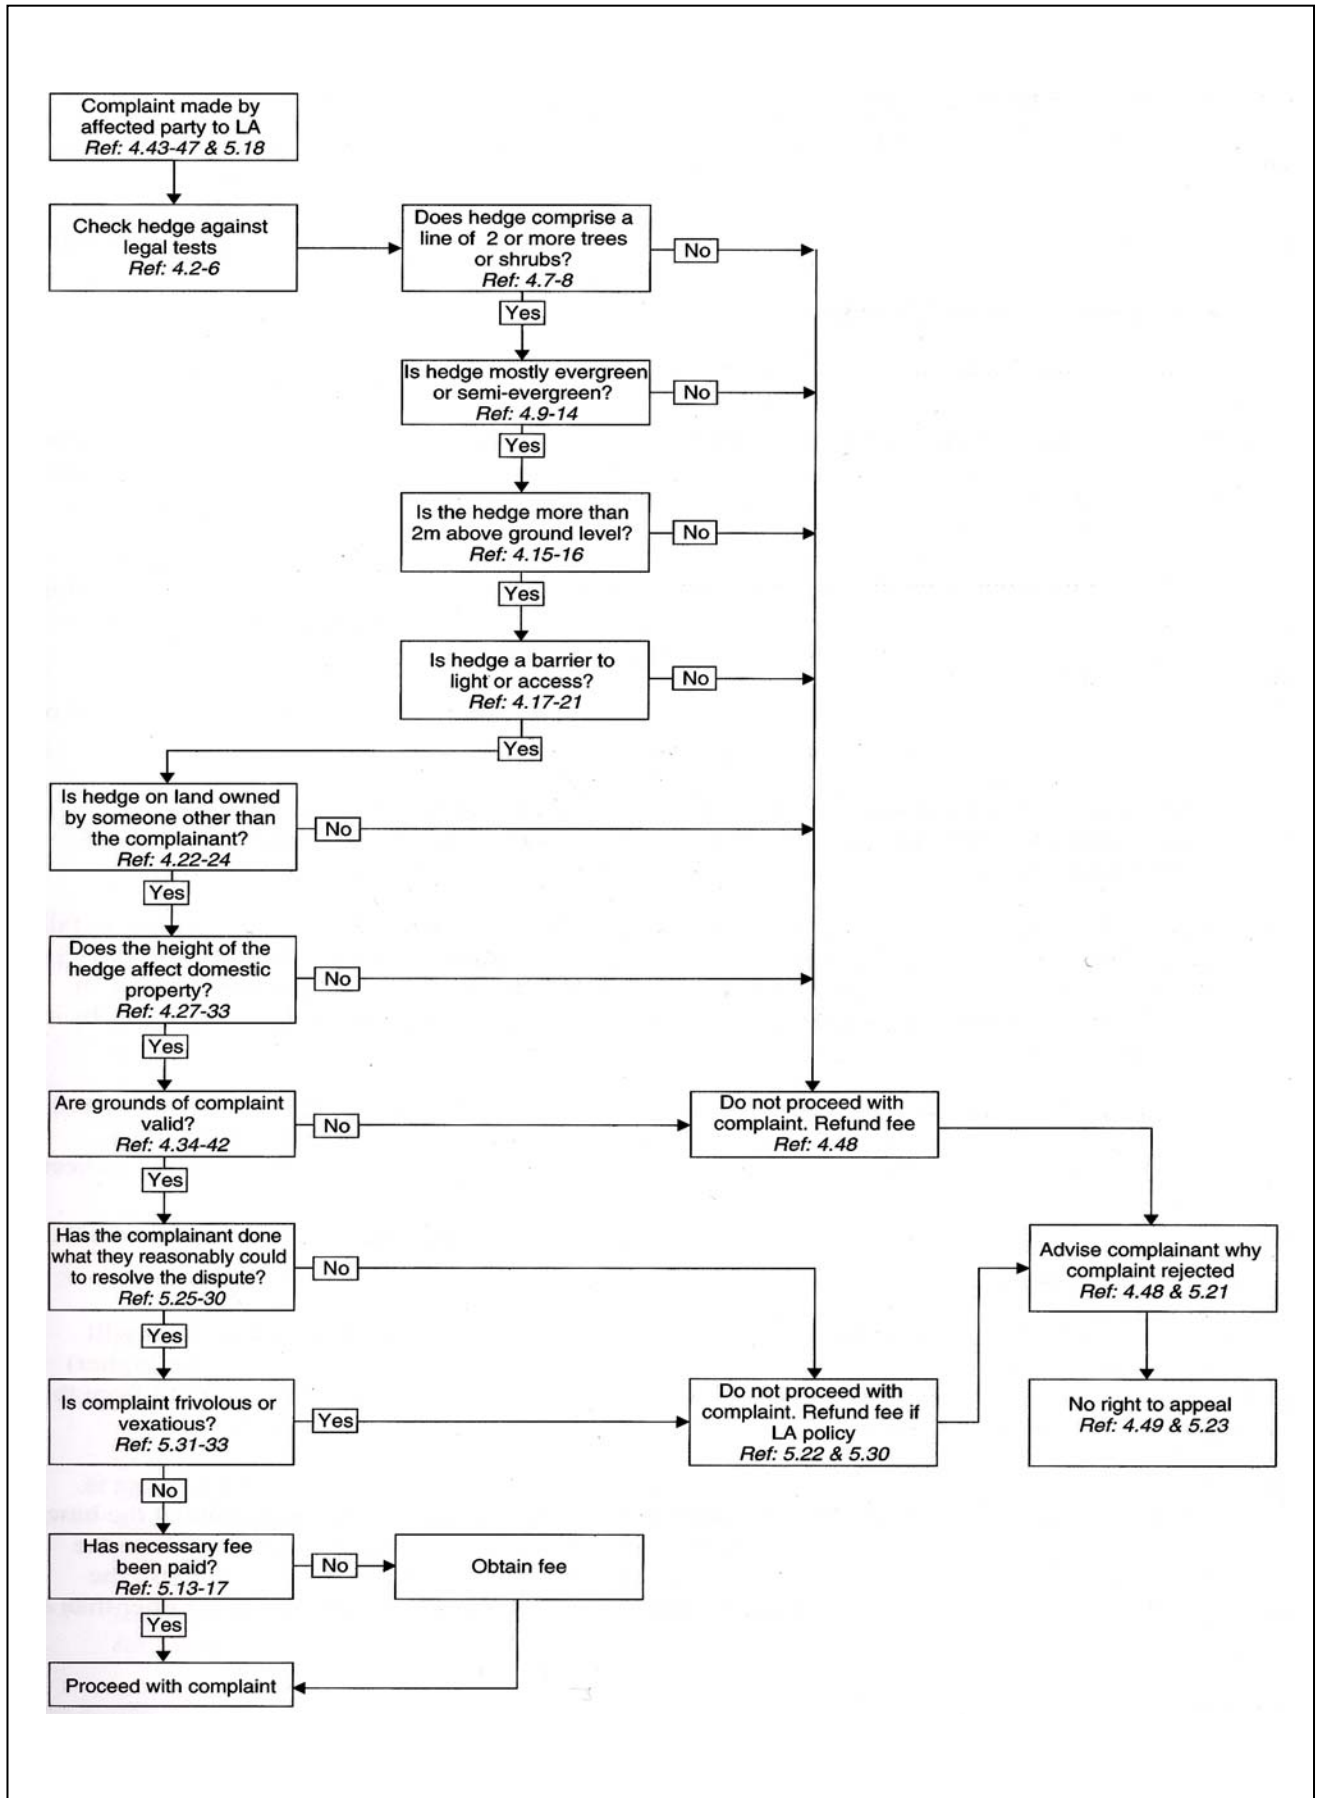 Complaint made by
affected party to LA
Ref: 4.43-47 & 5.18
Check hedge against
legal tests
Ref: 4.2-6
Does hedge comprise a
line of 2 or more trees
or shrubs?
Ref: 4.7-8
No
Yes
Is hedge mostly evergreen
or semi-evergreen?
Ref: 4.9-14
No
Yes
Is the hedge more than
2m above ground level?
Ref: 4.15-16
No
Yes
Is hedge a barrier to
light or access?
Ref: 4.17-21
No
Yes
Is hedge on land owned
by someone other than
the complainant?
Ref: 4.22-24
No
Yes
Does the height of the
hedge affect domestic
property?
Ref: 4.27-33
No
Yes
Are grounds of complaint
valid?
Ref: 4.34-42
No
Do not proceed with
complaint. Refund fee
Ref: 4.48
Yes
Has the complainant done
what they reasonably could
to resolve the dispute?
Ref: 5.25-30
No
Advise complainant why
complaint rejected
Ref: 4.48 & 5.21
Yes
Is complaint frivolous or
vexatious?
Ref: 5.31-33
Yes
Do not proceed with
complaint. Refund fee if
LA policy
Ref: 5.22 & 5.30
No right to appeal
Ref: 4.49 & 5.23
No
Has necessary fee
been paid?
Ref: 5.13-17
No
Obtain fee
Yes
Proceed with complaint